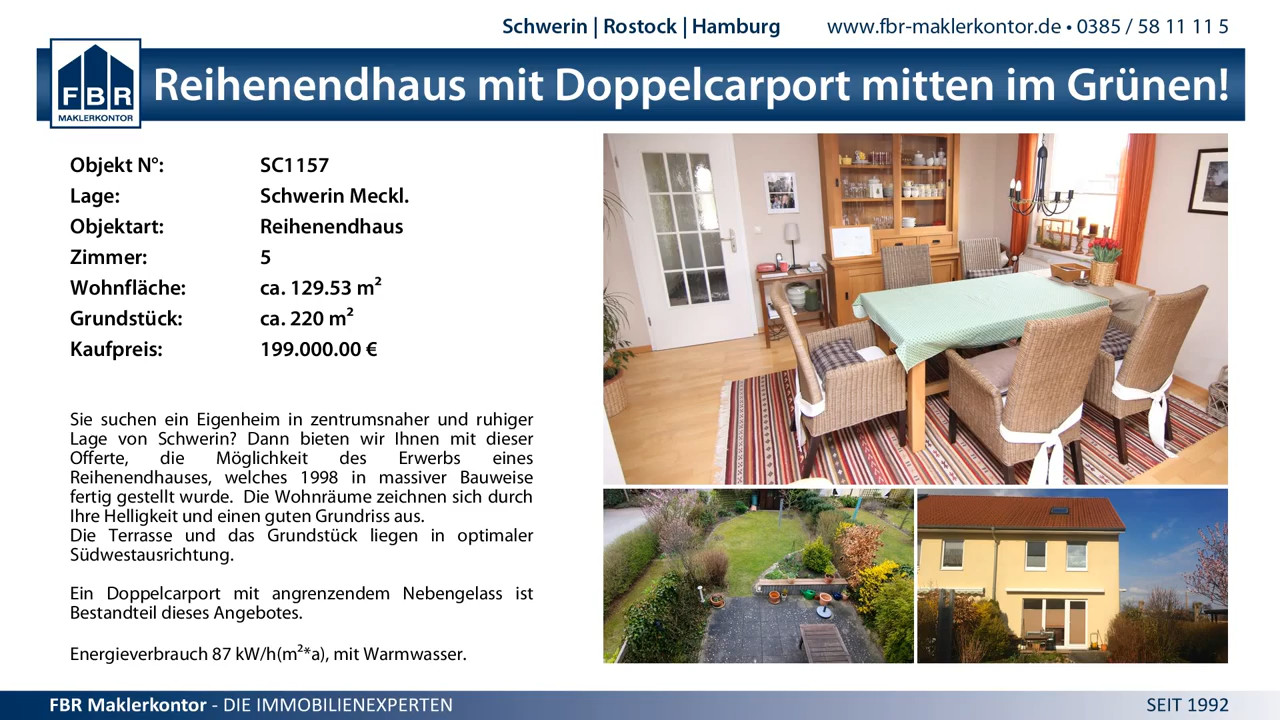 Schwerin | Rostock | Hamburg www.fbr-maklerkontor.de • 0385 / 58 11 11 5
FBR
MAKLERKONTOR
Reihenendhaus mit Doppelcarport mitten im Grünen!
Objekt N°: SC1157
Lage: Schwerin Meckl.
Objektart: Reihenendhaus
Zimmer: 5
Wohnfläche: ca. 129.53 m²
Grundstück: ca. 220 m²
Kaufpreis: 199.000.00 €
Sie suchen ein Eigenheim in zentrumsnaher und ruhiger
Lage von Schwerin? Dann bieten wir Ihnen mit dieser
Offerte, die Möglichkeit des Erwerbs eines
Reihenendhauses, welches 1998 in massiver Bauweise
fertig gestellt wurde. Die Wohnräume zeichnen sich durch
Ihre Helligkeit und einen guten Grundriss aus.
Die Terrasse und das Grundstück liegen in optimaler
Südwestausrichtung.
Ein Doppelcarport mit angrenzendem Nebengelass ist
Bestandteil dieses Angebotes.
Energieverbrauch 87 kW/h(m²*a), mit Warmwasser.
FBR Maklerkontor - DIE IMMOBILIENEXPERTEN SEIT 1992